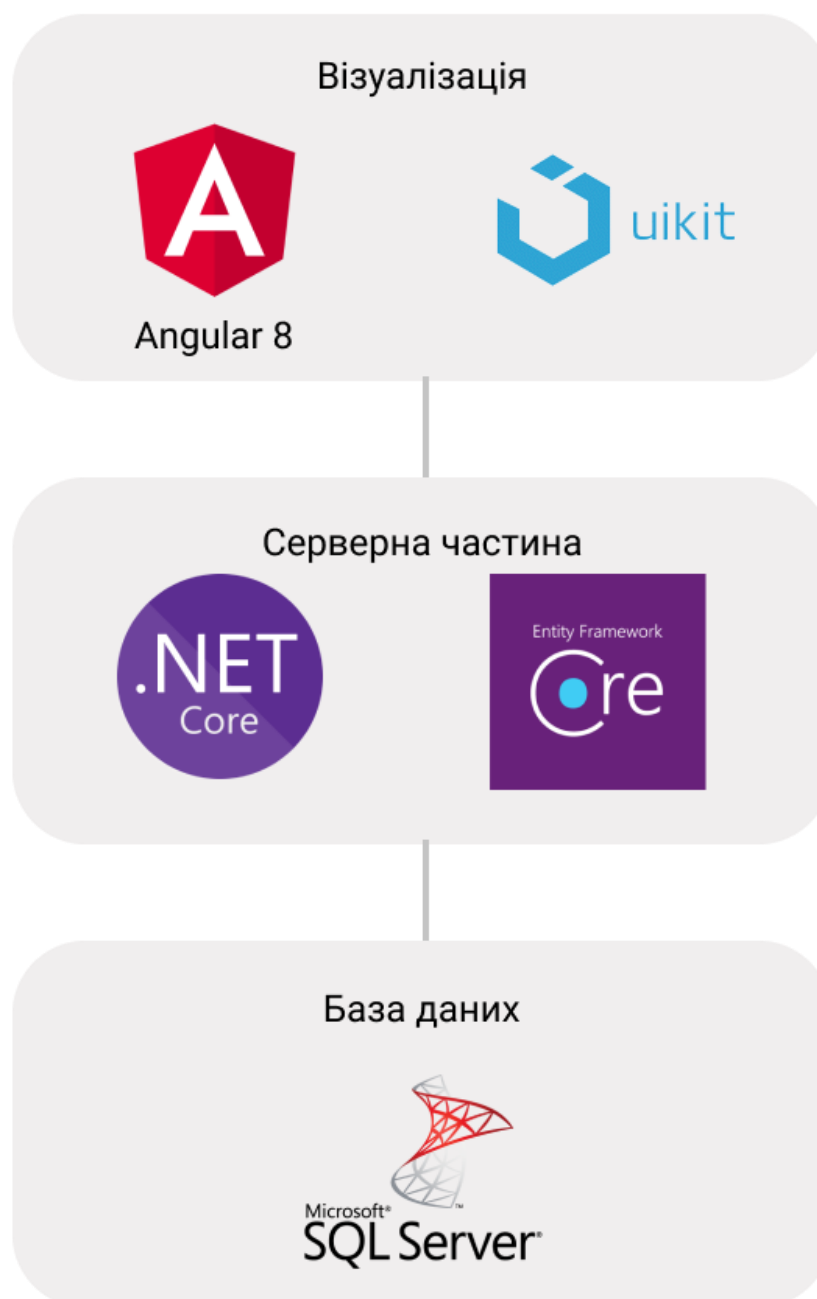 Візуалізація
uikit
Angular 8
Серверна частина
.NET
Core
Entity Framework
Core
База даних
Microsoft®
SQL Server®